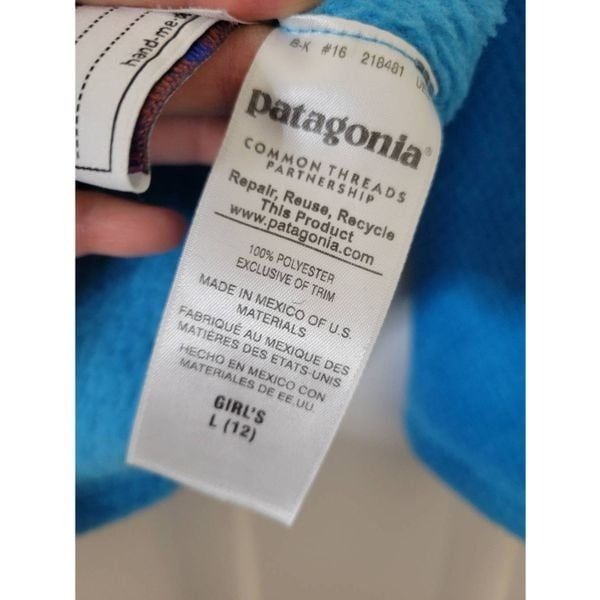 hand-me-
B-K #16 218481
patagonia®
COMMON THREADS
PARTNERSHIP
Repair, Reuse, Recycle
This Product
www.patagonia.com
100% POLYESTER
EXCLUSIVE OF TRIM
MADE IN MEXICO OF U.S.
MATERIALS
FABRIQUÉ AU MEXIQUE DES
MATIÈRES DES ETATS-UNIS
HECHO EN MEXICO CON
MATERIALES DE EE.UU.
GIRL'S
L (12)